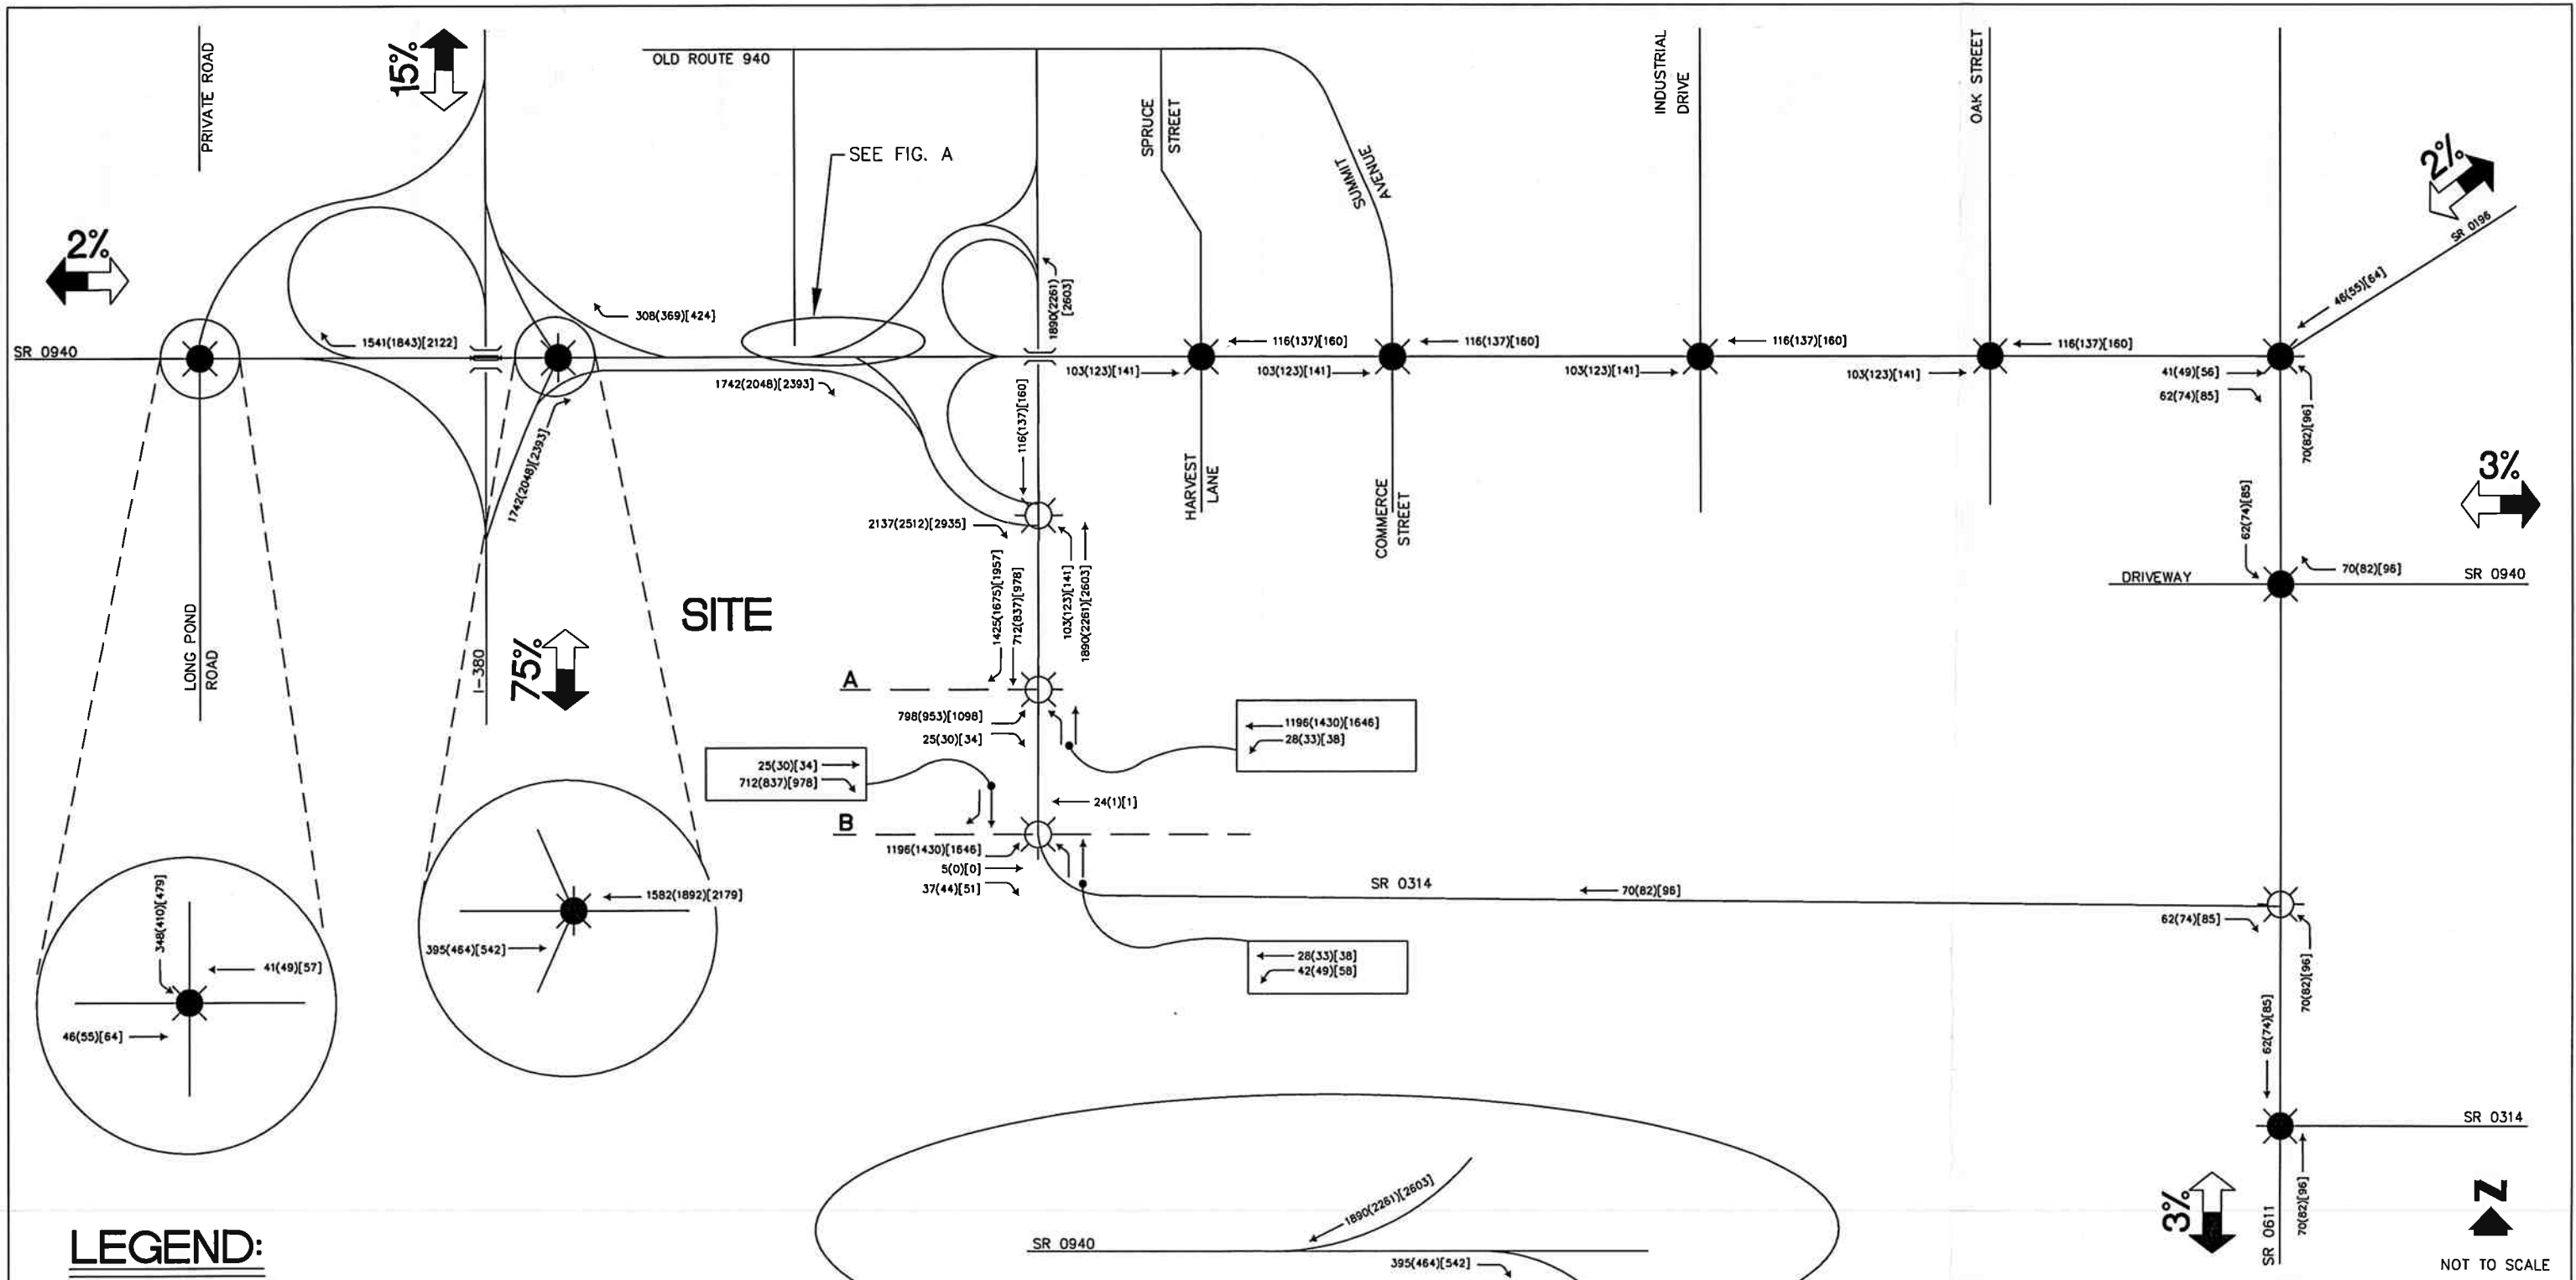 PRIVATE ROAD
15%
OLD ROUTE 940
SEE FIG. A
SPRUCE
STREET
SUMMIT
AVENUE
INDUSTRIAL
DRIVE
OAK STREET
2%
SR 0196
46(55)[64]
2%
SR 0940
1541(1843)[2122]
308(369)[424]
1742(2048)[2393]
1890(2261)
[2603]
116(137)[160]
116(137)[160]
116(137)[160]
116(137)[160]
103(123)[141]
103(123)[141]
103(123)[141]
103(123)[141]
41(49)[56]
62(74)[85]
70(82)[96]
116(137)[160]
1742(2048)[2393]
HARVEST
LANE
COMMERCE
STREET
3%
62(74)[85]
70(82)[96]
DRIVEWAY
SR 0940
2137(2512)[2935]
1425(1675)[1957]
712(837)[978]
103(123)[141]
1890(2261)[2603]
LONG POND
ROAD
I-380
75%
SITE
A
798(953)[1098]
25(30)[34]
1196(1430)[1646]
28(33)[38]
25(30)[34]
712(837)[978]
24(1)[1]
B
1196(1430)[1646]
5(0)[0]
37(44)[51]
SR 0314
70(82)[96]
28(33)[38]
42(49)[58]
62(74)[85]
70(82)[96]
348(410)[479]
41(49)[57]
46(55)[64]
1582(1892)[2179]
395(464)[542]
62(74)[85]
SR 0314
70(82)[96]
3%
SR 0611
N
NOT TO SCALE
LEGEND:
SR 0940
1890(2261)[2603]
395(464)[542]